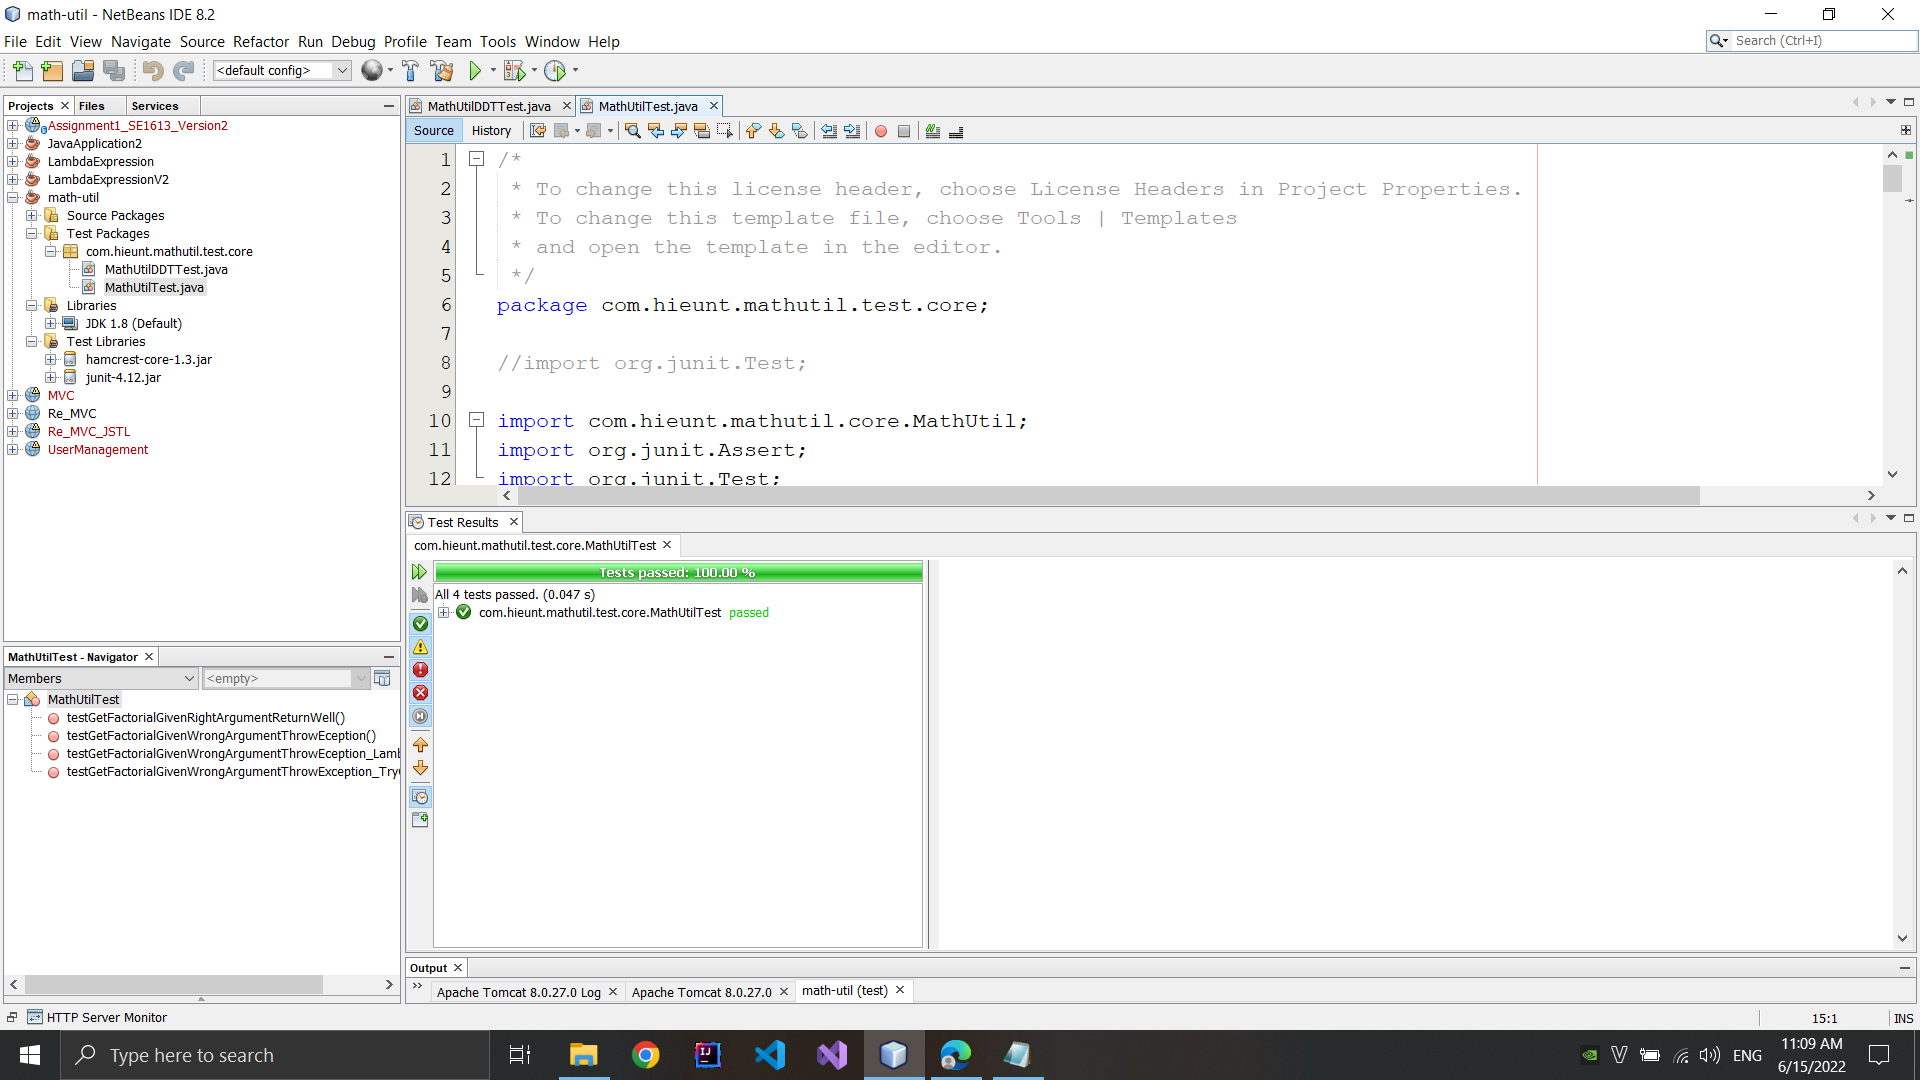 math-util - NetBeans IDE 8.2
File Edit View Navigate Source Refactor Run Debug Profile Team Tools Window Help
Search (Ctrl+I)
<default config>
Projects Files Services
Assignment1_SE1613_Version2
JavaApplication2
LambdaExpression
LambdaExpressionV2
math-util
Source Packages
Test Packages
com.hieunt.mathutil.test.core
MathUtilDDTTest.java
MathUtilTest.java
Libraries
JDK 1.8 (Default)
Test Libraries
hamcrest-core-1.3.jar
junit-4.12.jar
MVC
Re_MVC
Re_MVC_JSTL
UserManagement
MathUtilTest - Navigator
Members <empty>
MathUtilTest
testGetFactorialGivenRightArgumentReturnWell()
testGetFactorialGivenWrongArgumentThrowEception()
testGetFactorialGivenWrongArgumentThrowEception_Lamb
testGetFactorialGivenWrongArgumentThrowException_Try
MathUtilDDTTest.java MathUtilTest.java
Source History
1 /*
2 * To change this license header, choose License Headers in Project Properties.
3 * To change this template file, choose Tools | Templates
4 * and open the template in the editor.
5 */
6 package com.hieunt.mathutil.test.core;
7
8 //import org.junit.Test;
9
10 import com.hieunt.mathutil.core.MathUtil;
11 import org.junit.Assert;
12 import org.junit.Test;
Test Results
com.hieunt.mathutil.test.core.MathUtilTest
Tests passed: 100.00 %
All 4 tests passed. (0.047 s)
com.hieunt.mathutil.test.core.MathUtilTest passed
Output
Apache Tomcat 8.0.27.0 Log Apache Tomcat 8.0.27.0 math-util (test)
HTTP Server Monitor
15:1 INS
Type here to search
ENG
11:09 AM
6/15/2022